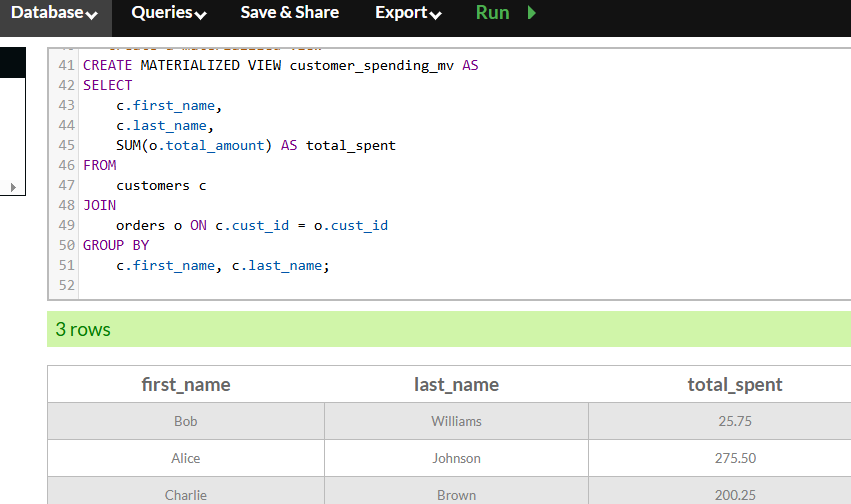 Database Queries Save & Share Export Run
41 CREATE MATERIALIZED VIEW customer_spending_mv AS
42 SELECT
43 c.first_name,
44 c.last_name,
45 SUM(o.total_amount) AS total_spent
46 FROM
47 customers c
48 JOIN
49 orders o ON c.cust_id = o.cust_id
50 GROUP BY
51 c.first_name, c.last_name;
52
3 rows
first_name last_name total_spent
Bob Williams 25.75
Alice Johnson 275.50
Charlie Brown 200.25